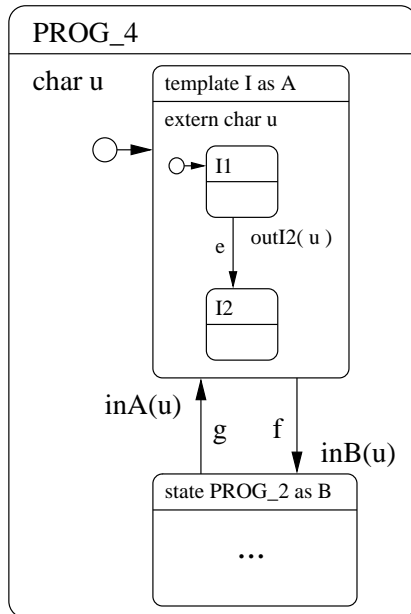 PROG_4
char u
template I as A
extern char u
I1
e
outI2( u )
I2
inA(u)
g
f
inB(u)
state PROG_2 as B
...